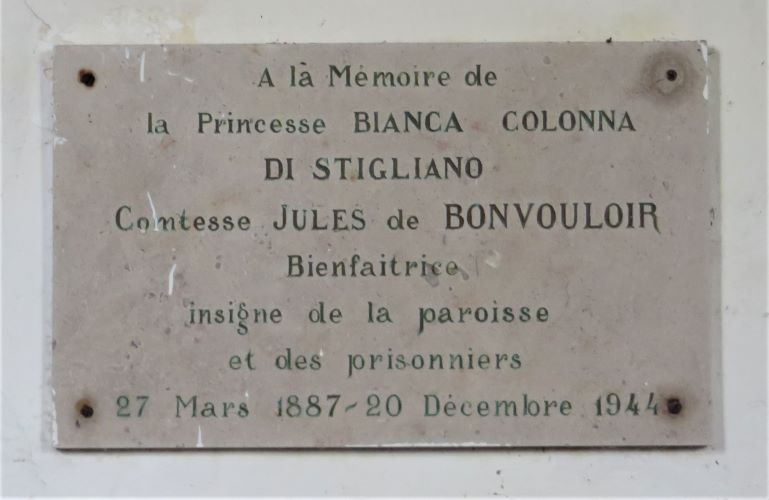 A là Mémoire de
la Princesse BIANCA COLONNA
DI STIGLIANO
Comtesse JULES de BONVOULOIR
Bienfaitrice
insigne de la paroisse
et des prisonniers
27 Mars 1887-20 Décembre 1944